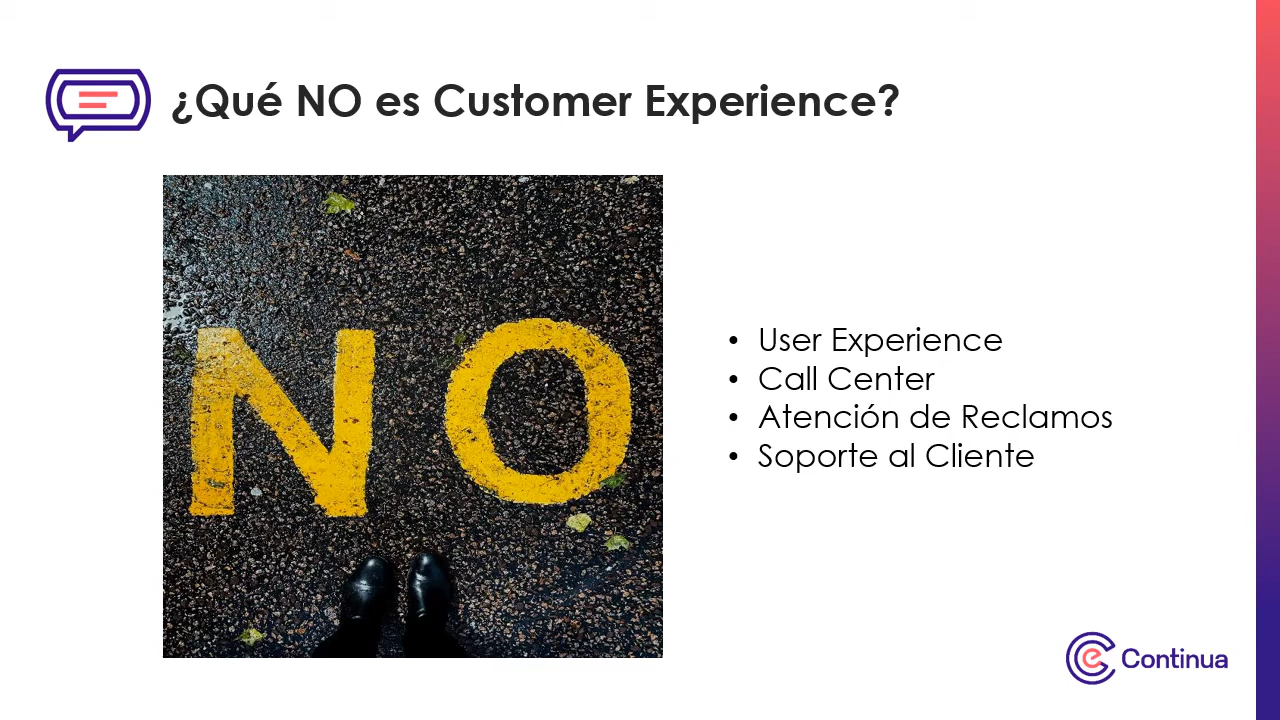 ¿Qué NO es Customer Experience?
NO
• User Experience
• Call Center
• Atención de Reclamos
• Soporte al Cliente
Continua